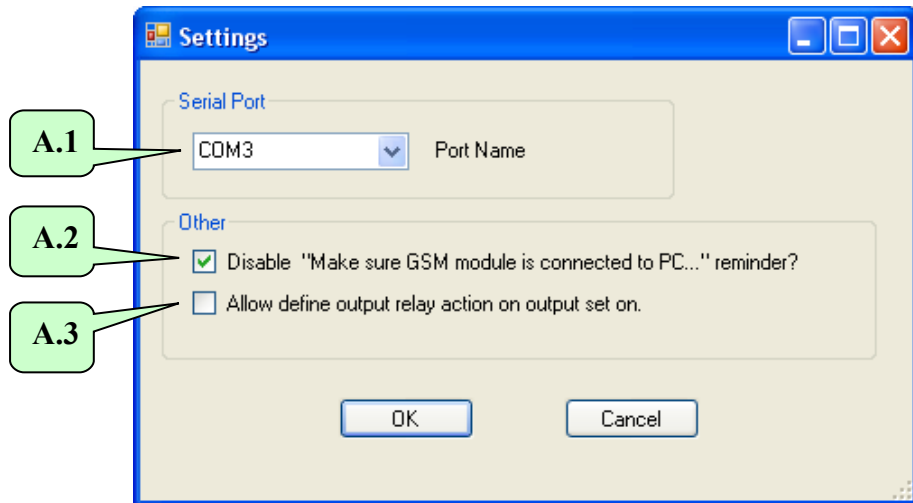 Settings
Serial Port
A.1
COM3
Port Name
Other
A.2
Disable "Make sure GSM module is connected to PC..." reminder?
A.3
Allow define output relay action on output set on.
OK
Cancel